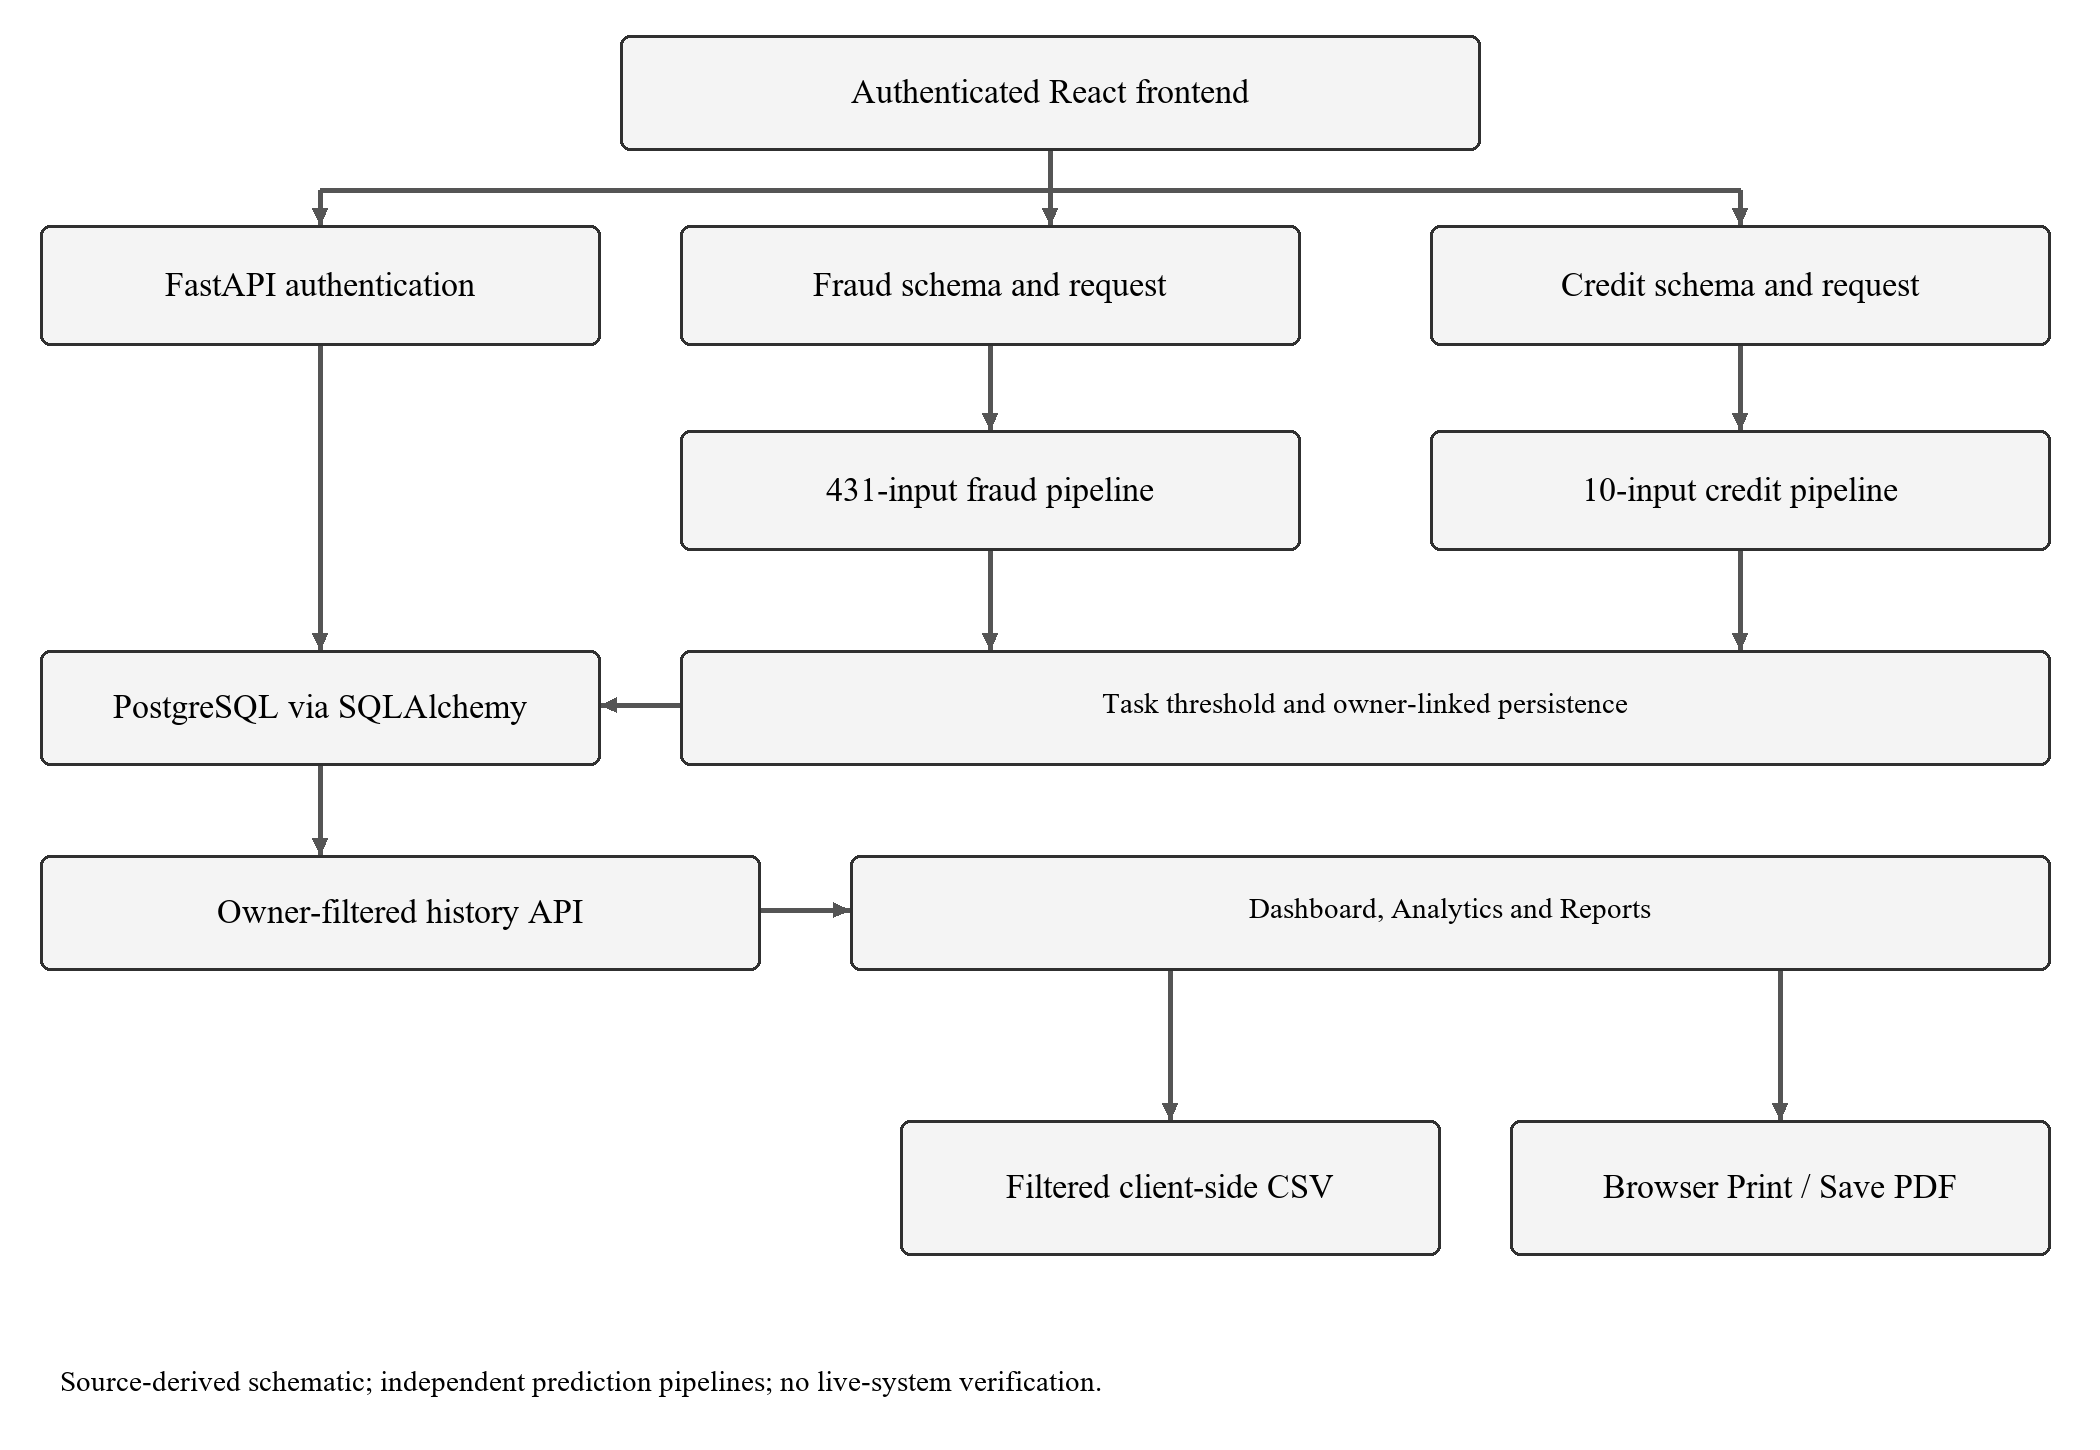 Authenticated React frontend
FastAPI authentication
Fraud schema and request
Credit schema and request
431-input fraud pipeline
10-input credit pipeline
PostgreSQL via SQLAlchemy
Task threshold and owner-linked persistence
Owner-filtered history API
Dashboard, Analytics and Reports
Filtered client-side CSV
Browser Print / Save PDF
Source-derived schematic; independent prediction pipelines; no live-system verification.